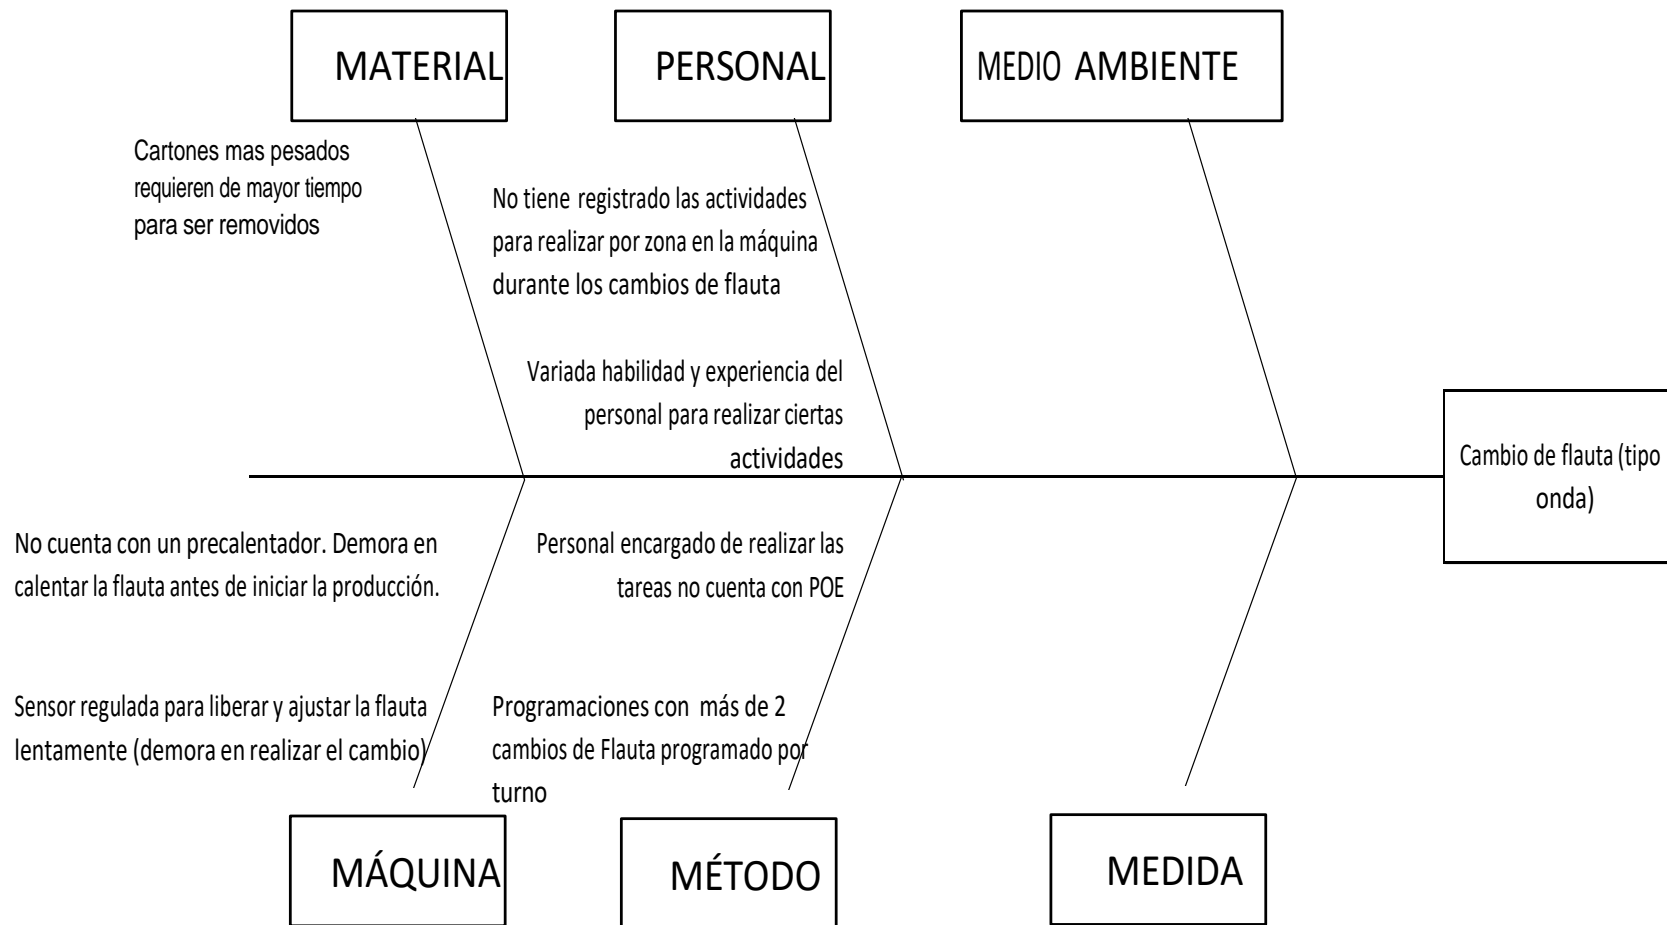 MATERIAL
PERSONAL
MEDIO AMBIENTE
Cartones mas pesados
requieren de mayor tiempo
para ser removidos
No tiene registrado las actividades
para realizar por zona en la máquina
durante los cambios de flauta
Variada habilidad y experiencia del
personal para realizar ciertas
actividades
Cambio de flauta (tipo
onda)
No cuenta con un precalentador. Demora en
calentar la flauta antes de iniciar la producción.
Personal encargado de realizar las
tareas no cuenta con POE
Sensor regulada para liberar y ajustar la flauta
lentamente (demora en realizar el cambio)
Programaciones con más de 2
cambios de Flauta programado por
turno
MÁQUINA
MÉTODO
MEDIDA